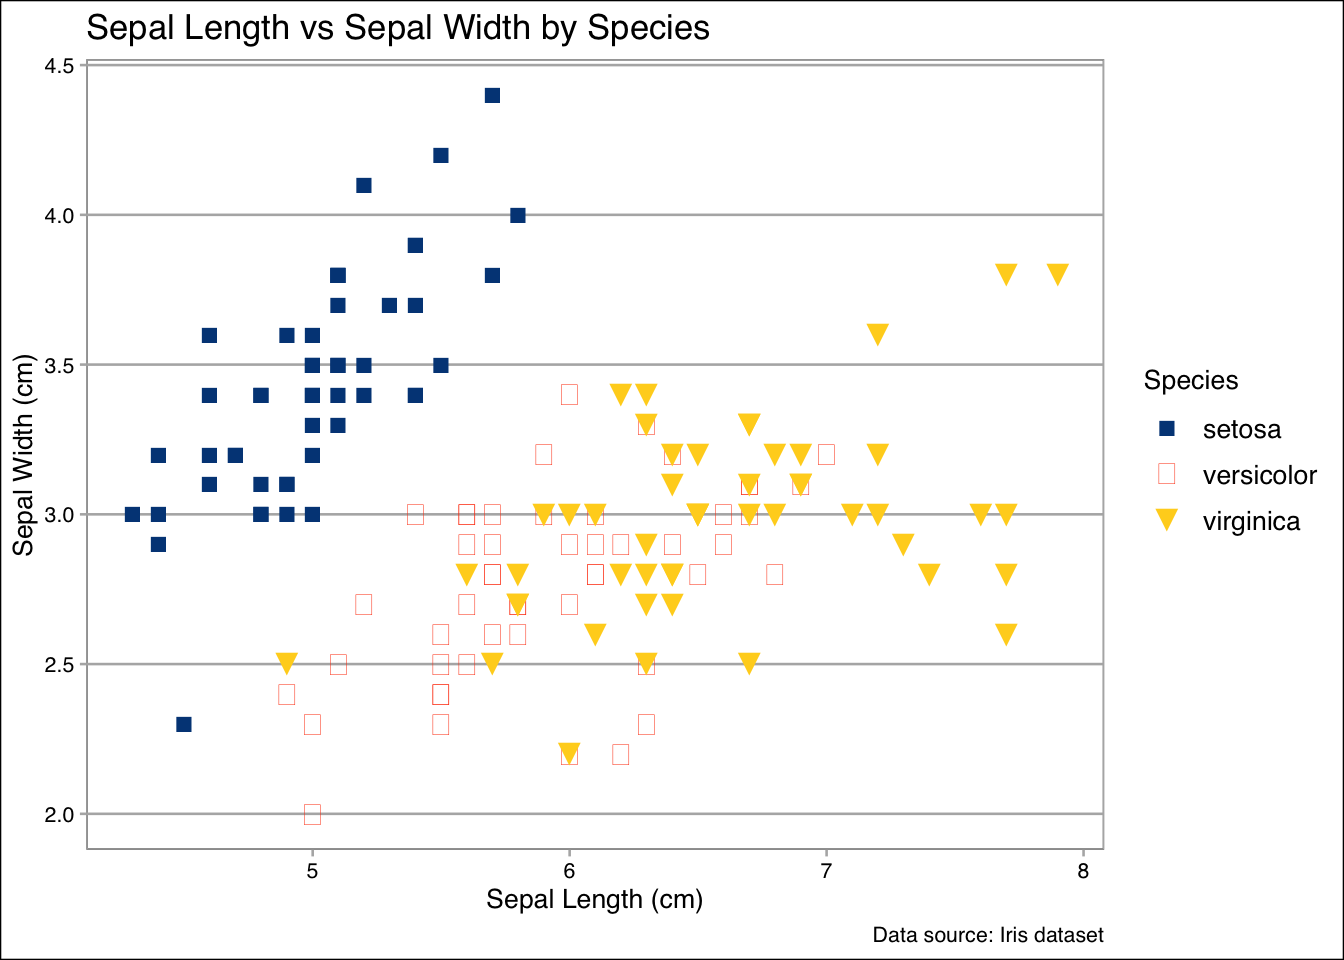 Sepal Length vs Sepal Width by Species
4.5
4.0
3.5
3.0
2.5
2.0
Sepal Width (cm)
5 6 7 8
Sepal Length (cm)
Species
setosa
versicolor
virginica
Data source: Iris dataset